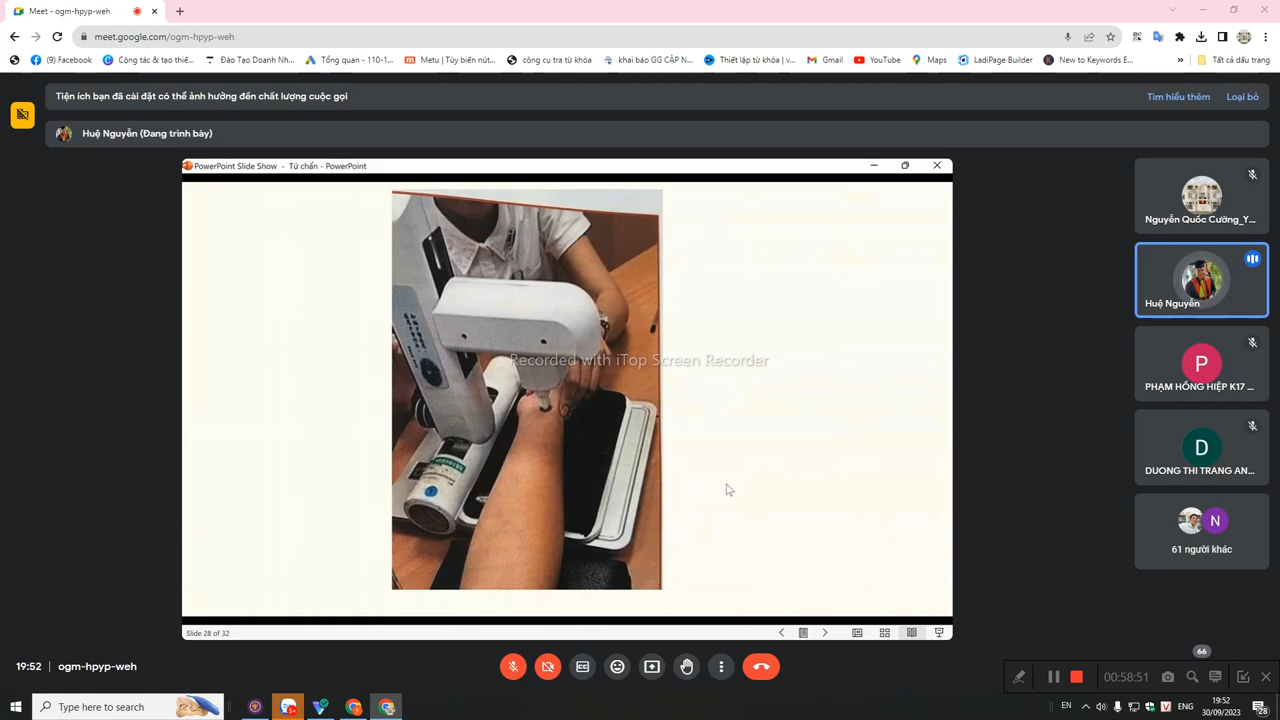 Meet - ogm-hpyp-weh
meet.google.com/ogm-hpyp-weh
(9) Facebook
Công tác & tạo thiế...
Đào Tạo Doanh Nh...
Tổng quan - 110-1...
Metu | Tùy biến nút...
công cụ tra từ khóa
khai báo GG CẬP N...
Thiết lập từ khóa | v...
Gmail
YouTube
Maps
LadiPage Builder
New to Keywords E...
»
Tất cả dấu trang
Tiện ích bạn đã cài đặt có thể ảnh hưởng đến chất lượng cuộc gọi
Tìm hiểu thêm
Loại bỏ
Huệ Nguyễn (Đang trình bày)
PowerPoint Slide Show - Tứ chẩn - PowerPoint
Nguyễn Quốc Cường_Y...
Huệ Nguyễn
Recorded with iTop Screen Recorder
P
PHẠM HỒNG HIỆP K17 ...
D
DUONG THI TRANG AN...
N
61 người khác
Slide 28 of 32
66
19:52
ogm-hpyp-weh
00:58:51
Type here to search
EN
ENG
19:52
30/09/2023
28